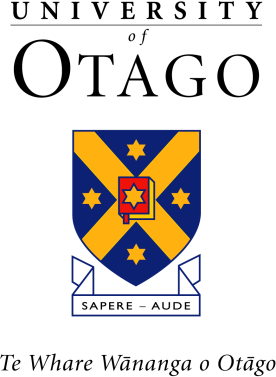 UNIVERSITY
of
OTAGO
SAPERE – AUDE
Te Whare Wānanga o Otāgo